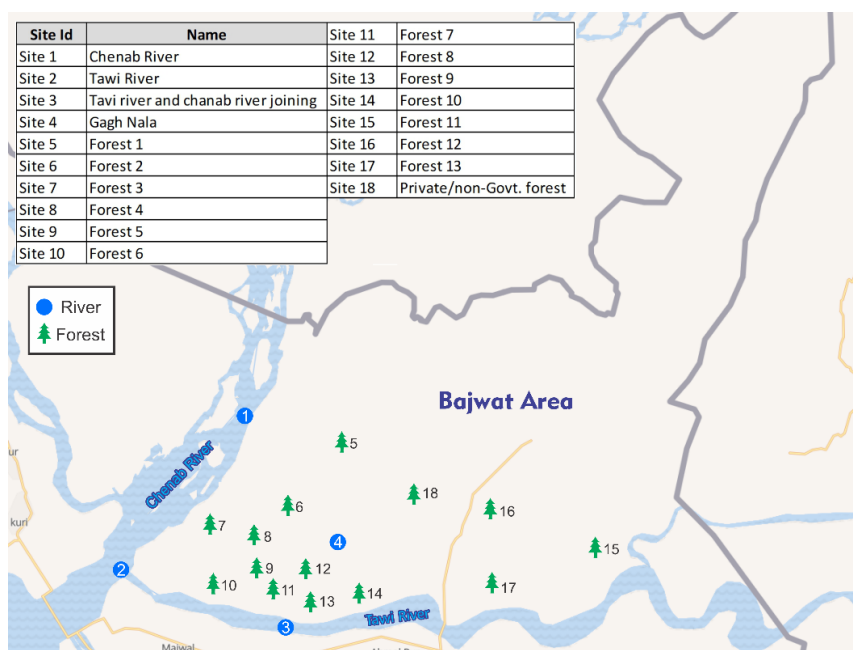 Site Id Name
Site 1 Chenab River
Site 2 Tawi River
Site 3 Tavi river and chanab river joining
Site 4 Gagh Nala
Site 5 Forest 1
Site 6 Forest 2
Site 7 Forest 3
Site 8 Forest 4
Site 9 Forest 5
Site 10 Forest 6
Site 11 Forest 7
Site 12 Forest 8
Site 13 Forest 9
Site 14 Forest 10
Site 15 Forest 11
Site 16 Forest 12
Site 17 Forest 13
Site 18 Private/non-Govt. forest
River
Forest
Bajwat Area
1
Chenab River
5
ur
18
6
16
kuri
7
8
4
15
2
9
12
10
11
14
17
13
Tawi River
3